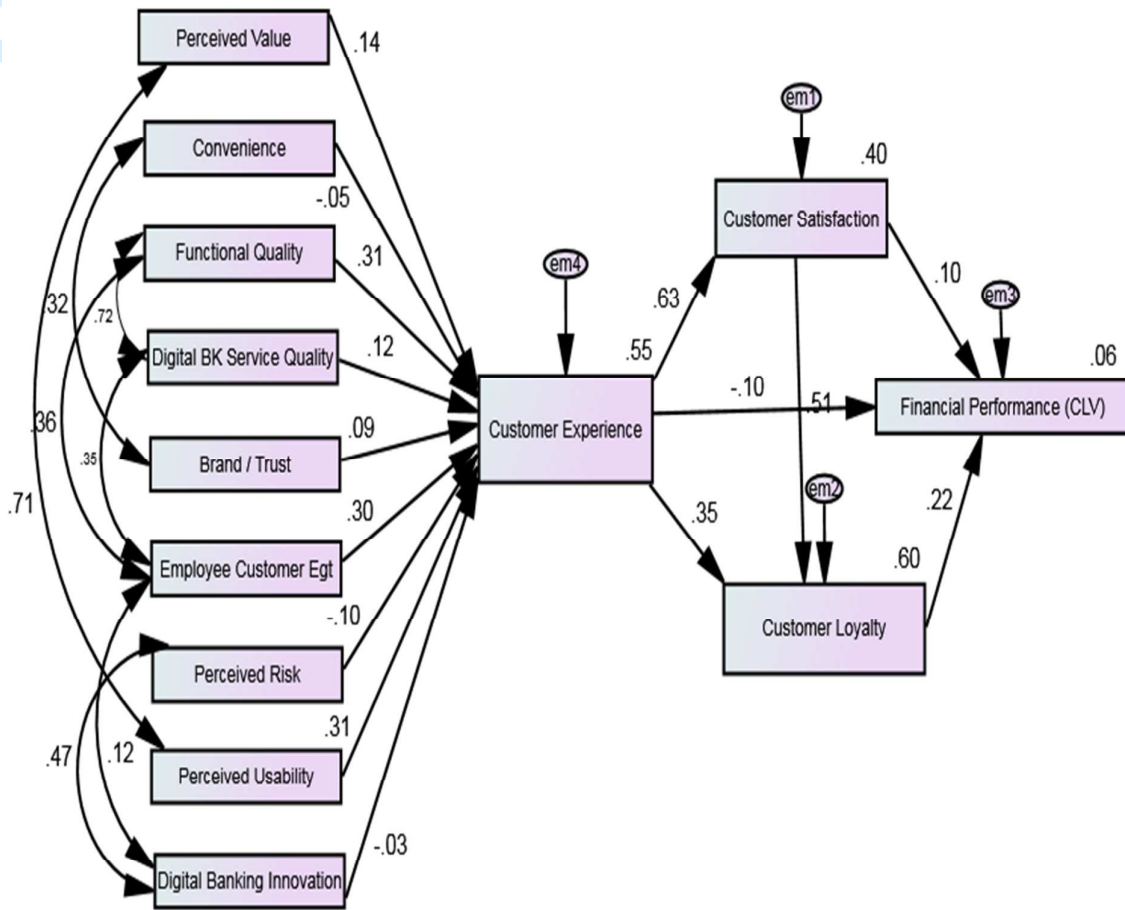 Perceived Value
.14
em1
Convenience
.40
-.05
Customer Satisfaction
Functional Quality
.31
em4
.10
em3
.32
.72
.63
Digital BK Service Quality
.12
.55
.06
-.10
.51
Financial Performance (CLV)
Customer Experience
.36
.09
.35
Brand / Trust
em2
.71
.30
.35
.22
Employee Customer Egt
.60
-.10
Customer Loyalty
Perceived Risk
.31
.47
.12
Perceived Usability
-.03
Digital Banking Innovation